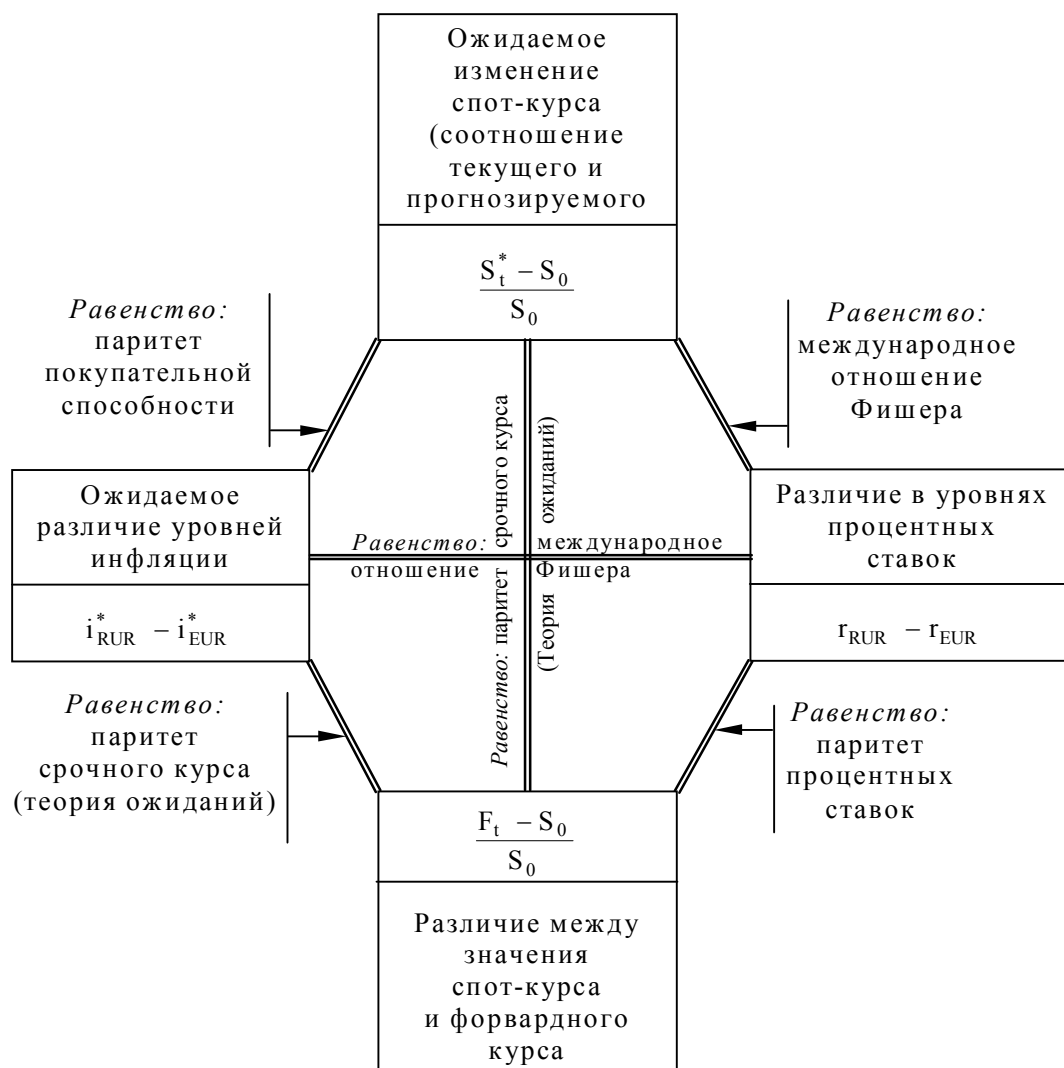 Ожидаемое
изменение
спот-курса
(соотношение
текущего и
прогнозируемого
S*t – S0
S0
Равенство:
паритет
покупательной
способности
Равенство:
международное
отношение
Фишера
Ожидаемое
различие уровней
инфляции
i*RUR – i*EUR
Равенство: международное
отношение Фишера
Равенство: паритет срочного курса
(Теория ожиданий)
Различие в уровнях
процентных
ставок
rRUR – rEUR
Равенство:
паритет
срочного курса
(теория ожиданий)
Равенство:
паритет
процентных
ставок
Ft – S0
S0
Различие между
значения
спот-курса
и форвардного
курса